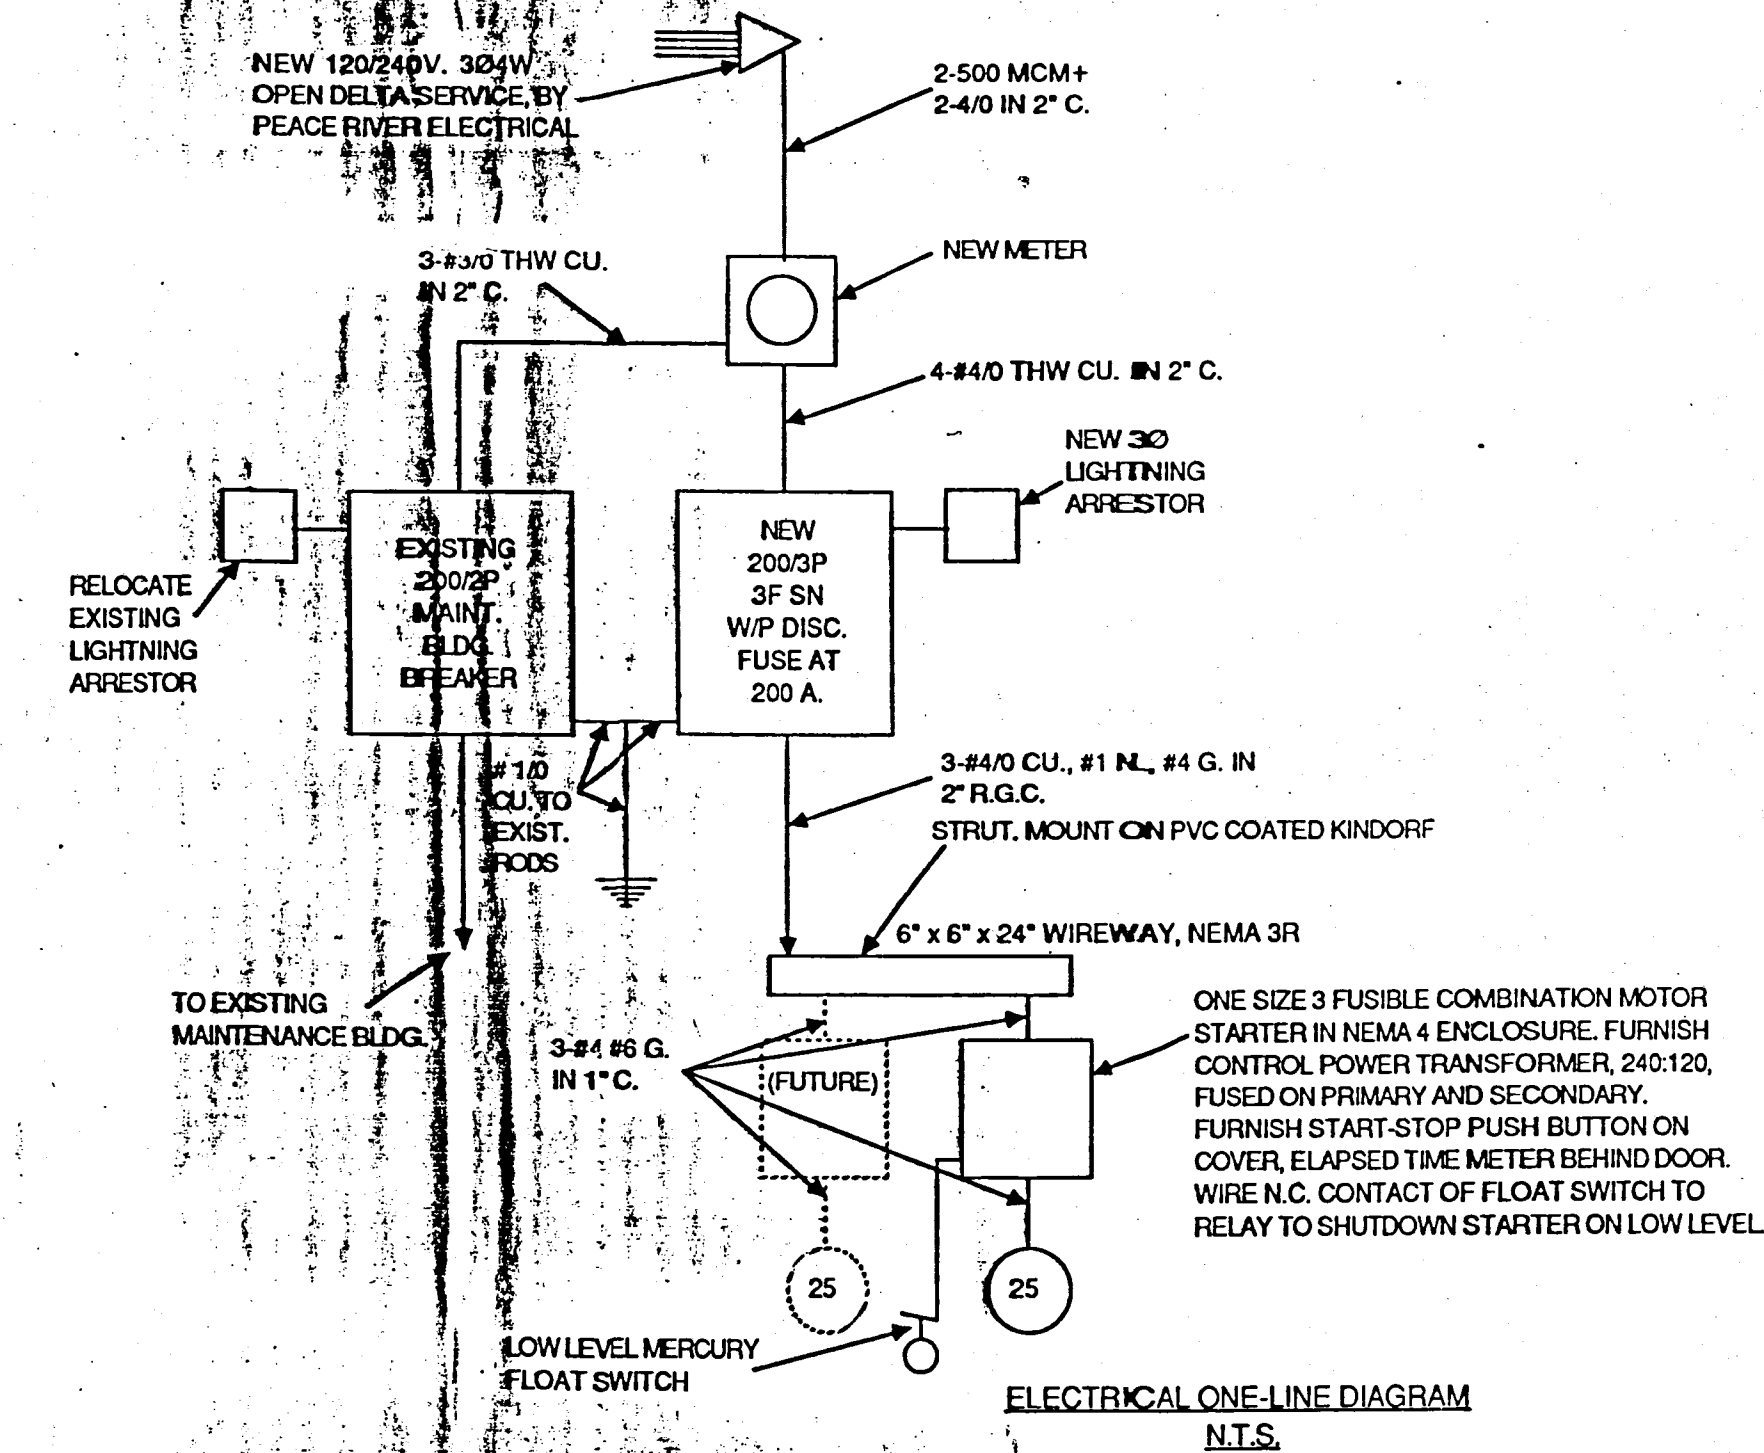 NEW 120/240V. 3Ø4W
OPEN DELTA SERVICE, BY
PEACE RIVER ELECTRICAL
2-500 MCM+
2-4/0 IN 2" C.
3-#3/0 THW CU.
IN 2" C.
NEW METER
4-#4/0 THW CU. IN 2" C.
NEW 3Ø
LIGHTNING
ARRESTOR
RELOCATE
EXISTING
LIGHTNING
ARRESTOR
EXISTING
200/2P
MAINT.
BLDG.
BREAKER
NEW
200/3P
3F SN
W/P DISC.
FUSE AT
200 A.
# 1/0
CU. TO
EXIST.
RODS
3-#4/0 CU., #1 N., #4 G. IN
2" R.G.C.
STRUT. MOUNT ON PVC COATED KINDORF
6" x 6" x 24" WIREWAY, NEMA 3R
TO EXISTING
MAINTENANCE BLDG.
3-#4 #6 G.
IN 1" C.
(FUTURE)
ONE SIZE 3 FUSIBLE COMBINATION MOTOR
STARTER IN NEMA 4 ENCLOSURE. FURNISH
CONTROL POWER TRANSFORMER, 240:120,
FUSED ON PRIMARY AND SECONDARY.
FURNISH START-STOP PUSH BUTTON ON
COVER, ELAPSED TIME METER BEHIND DOOR.
WIRE N.C. CONTACT OF FLOAT SWITCH TO
RELAY TO SHUTDOWN STARTER ON LOW LEVEL
25
25
LOW LEVEL MERCURY
FLOAT SWITCH
ELECTRICAL ONE-LINE DIAGRAM
N.T.S.